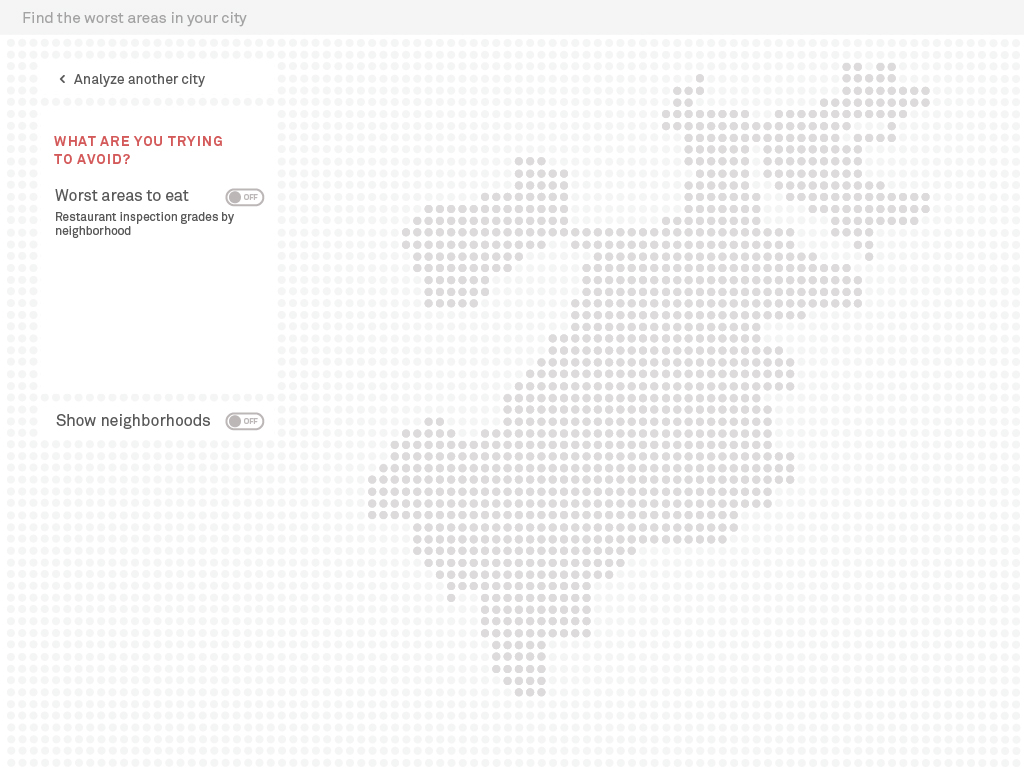 Find the worst areas in your city
Analyze another city
WHAT ARE YOU TRYING
TO AVOID?
Worst areas to eat
OFF
Restaurant inspection grades by
neighborhood
Show neighborhoods
OFF